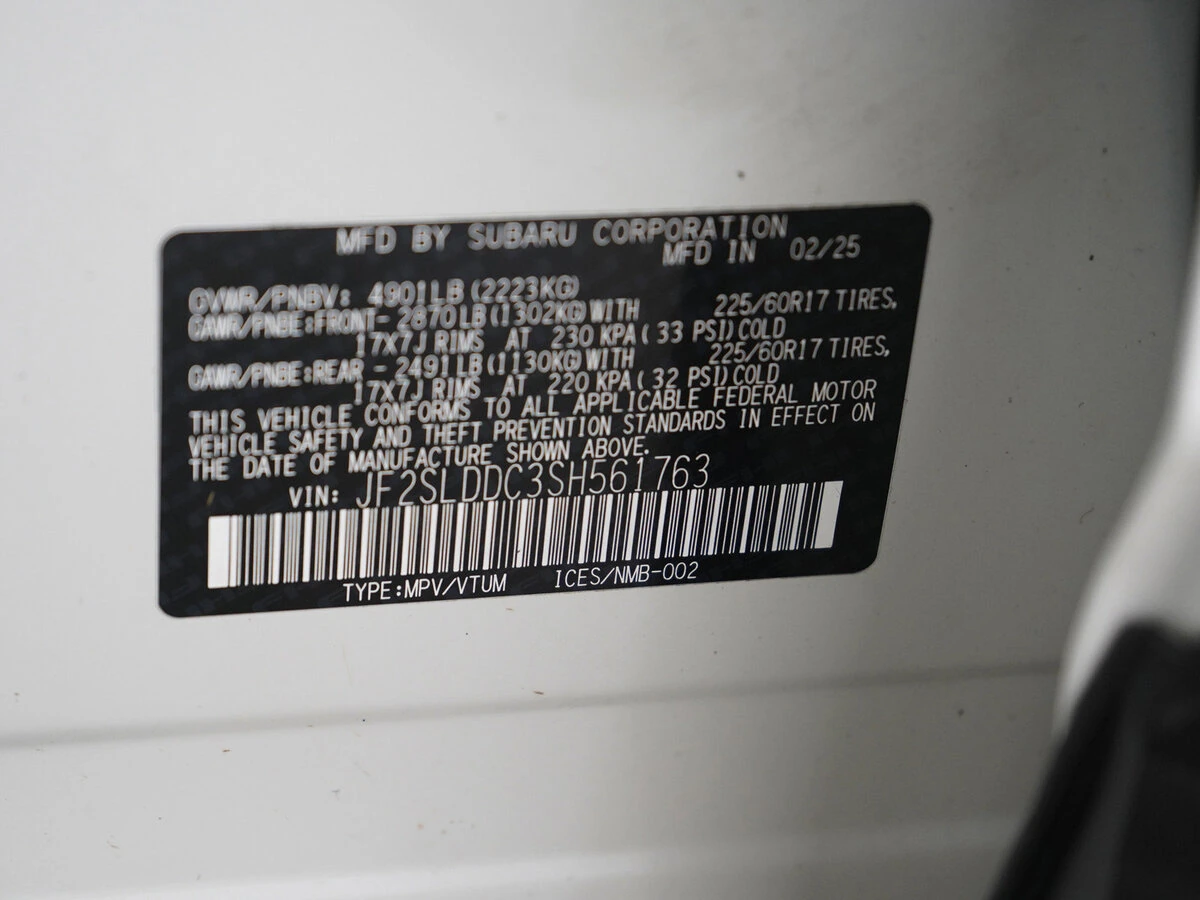 MFD BY SUBARU CORPORATION
MFD IN 02/25
GVWR/PNBV: 4901LB(2223KG)
GAWR/PNBE:FRONT- 2870LB(1302KG)WITH 225/60R17 TIRES,
17X7J RIMS AT 230 KPA( 33 PSI)COLD
GAWR/PNBE:REAR - 2491LB(1130KG)WITH 225/60R17 TIRES,
17X7J RIMS AT 220 KPA( 32 PSI)COLD
THIS VEHICLE CONFORMS TO ALL APPLICABLE FEDERAL MOTOR
VEHICLE SAFETY AND THEFT PREVENTION STANDARDS IN EFFECT ON
THE DATE OF MANUFACTURE SHOWN ABOVE.
VIN: JF2SLDDC3SH561763
TYPE:MPV/VTUM ICES/NMB-002